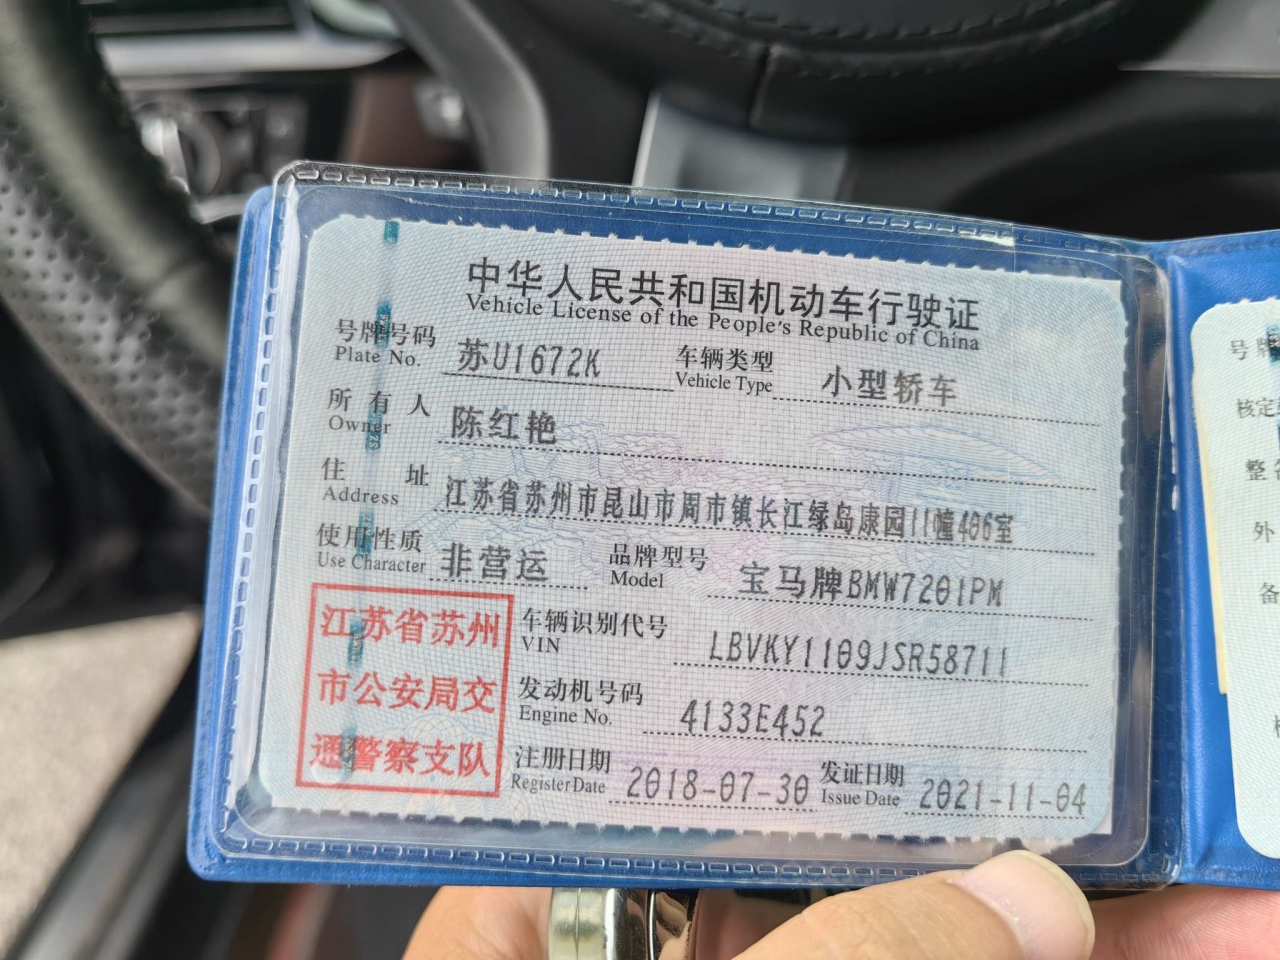 中华人民共和国机动车行驶证
Vehicle License of the People's Republic of China
号牌号码 苏U1672K 车辆类型 小型轿车
Plate No. Vehicle Type
所有人 陈红艳
Owner
住址 江苏省苏州市昆山市周市镇长江绿岛康园11幢406室
Address
使用性质 非营运 品牌型号 宝马牌BMW7201PM
Use Character Model
江苏省苏州
市公安局交
通警察支队
车辆识别代号 LBVKY1109JSR58711
VIN
发动机号码 4133E452
Engine No.
注册日期 2018-07-30 发证日期 2021-11-04
Register Date Issue Date
号牌
核定
整
外
备